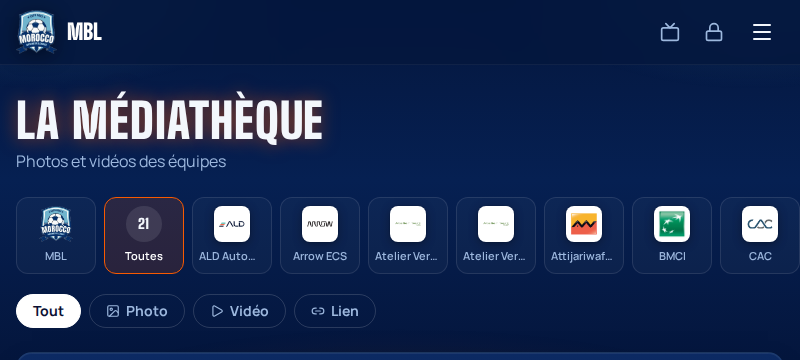 MOROCCO
MBL
LA MÉDIATHÈQUE
Photos et vidéos des équipes
MOROCCO
MBL
21
Toutes
ALD
ALD Auto...
ARROW
Arrow ECS
Atelier Ver...
Atelier Ver...
Attijariwaf...
BMCI
CAC
CAC
Tout
Photo
Vidéo
Lien